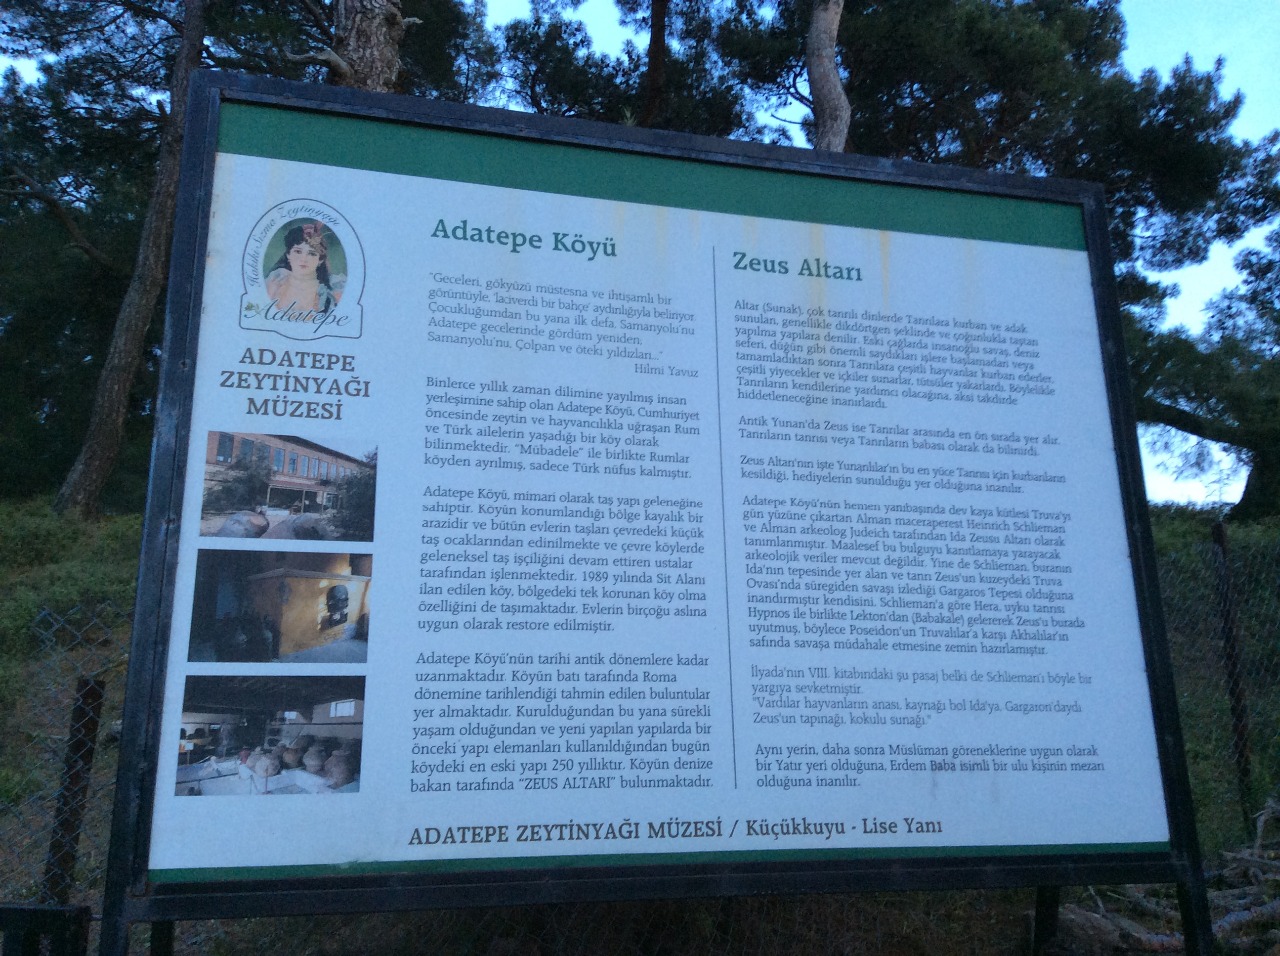 Hakiki Sızma Zeytinyağı
Adatepe
ADATEPE
ZEYTİNYAĞI
MÜZESİ
Adatepe Köyü
"Geceleri, gökyüzü müstesna ve ihtişamlı bir
görüntüyle, 'laciverdi bir bahçe' aydınlığıyla beliriyor.
Çocukluğumdan bu yana ilk defa, Samanyolu'nu
Adatepe gecelerinde gördüm yeniden,
Samanyolu'nu, Çolpan ve öteki yıldızları..."
Hilmi Yavuz
Binlerce yıllık zaman dilimine yayılmış insan
yerleşimine sahip olan Adatepe Köyü, Cumhuriyet
öncesinde zeytin ve hayvancılıkla uğraşan Rum
ve Türk ailelerin yaşadığı bir köy olarak
bilinmektedir. "Mübadele" ile birlikte Rumlar
köyden ayrılmış, sadece Türk nüfus kalmıştır.
Adatepe Köyü, mimari olarak taş yapı geleneğine
sahiptir. Köyün konumlandığı bölge kayalık bir
arazidir ve bütün evlerin taşları çevredeki küçük
taş ocaklarından edinilmekte ve çevre köylerde
geleneksel taş işçiliğini devam ettiren ustalar
tarafından işlenmektedir. 1989 yılında Sit Alanı
ilan edilen köy, bölgedeki tek korunan köy olma
özelliğini de taşımaktadır. Evlerin birçoğu aslına
uygun olarak restore edilmiştir.
Adatepe Köyü'nün tarihi antik dönemlere kadar
uzanmaktadır. Köyün batı tarafında Roma
dönemine tarihlendiği tahmin edilen buluntular
yer almaktadır. Kurulduğundan bu yana sürekli
yaşam olduğundan ve yeni yapılan yapılarda bir
önceki yapı elemanları kullanıldığından bugün
köydeki en eski yapı 250 yıllıktır. Köyün denize
bakan tarafında "ZEUS ALTARI" bulunmaktadır.
Zeus Altarı
Altar (Sunak), çok tanrılı dinlerde Tanrılara kurban ve adak
sunulan, genellikle dikdörtgen şeklinde ve çoğunlukla taştan
yapılma yapılara denilir. Eski çağlarda insanoğlu savaş, deniz
seferi, düğün gibi önemli saydıkları işlere başlamadan veya
tamamladıktan sonra Tanrılara çeşitli hayvanlar kurban ederler,
çeşitli yiyecekler ve içkiler sunarlar, tütsüler yakarlardı. Böylelikle
Tanrıların kendilerine yardımcı olacağına, aksi takdirde
hiddetleneceğine inanırlardı.
Antik Yunan'da Zeus ise Tanrılar arasında en ön sırada yer alır.
Tanrıların tanrısı veya Tanrıların babası olarak da bilinirdi.
Zeus Altarı'nın işte Yunanlılar'ın bu en yüce Tanrısı için kurbanların
kesildiği, hediyelerin sunulduğu yer olduğuna inanılır.
Adatepe Köyü'nün hemen yanıbaşında dev kaya kütlesi Truva'yı
gün yüzüne çıkartan Alman maceraperest Heinrich Schlieman
ve Alman arkeolog Judeich tarafından Ida Zeusu Altarı olarak
tanımlanmıştır. Maalesef bu bulguyu kanıtlamaya yarayacak
arkeolojik veriler mevcut değildir. Yine de Schlieman, buranın
Ida'nın tepesinde yer alan ve tanrı Zeus'un kuzeydeki Truva
Ovası'nda süregiden savaşı izlediği Gargaros Tepesi olduğuna
inandırmıştır kendisini. Schlieman'a göre Hera, uyku tanrısı
Hypnos ile birlikte Lekton'dan (Babakale) gelererek Zeus'u burada
uyutmuş, böylece Poseidon'un Truvalılar'a karşı Akhalılar'ın
safında savaşa müdahale etmesine zemin hazırlamıştır.
İlyada'nın VIII. kitabındaki şu pasaj belki de Schlieman'ı böyle bir
yargıya sevketmiştir.
"Vardılar hayvanların anası, kaynağı bol Ida'ya, Gargaron'daydı
Zeus'un tapınağı, kokulu sunağı."
Aynı yerin, daha sonra Müslüman göreneklerine uygun olarak
bir Yatır yeri olduğuna, Erdem Baba isimli bir ulu kişinin mezarı
olduğuna inanılır.
ADATEPE ZEYTİNYAĞI MÜZESİ / Küçükkuyu - Lise Yanı